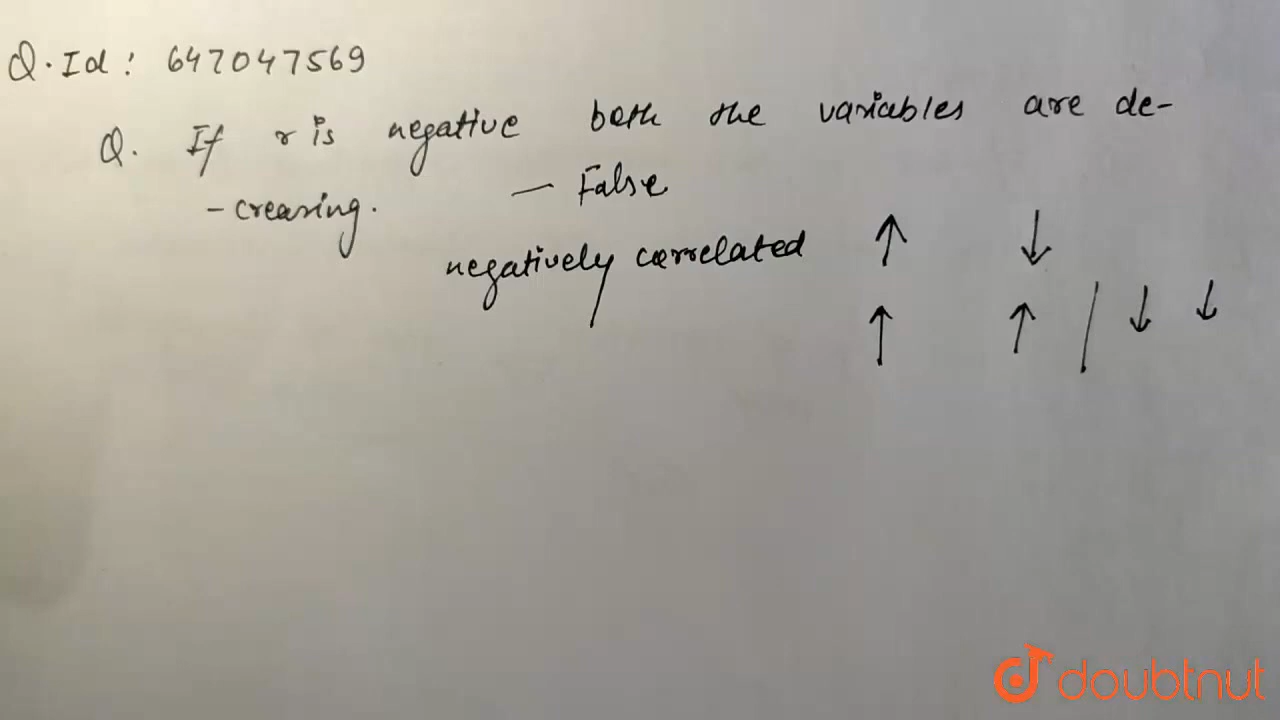 Q. Id : 647047569
Q. If r is negative both the variables are de-
- creasing. — False
negatively correlated ↑ ↓
↑ ↑ / ↓ ↓
doubtnut